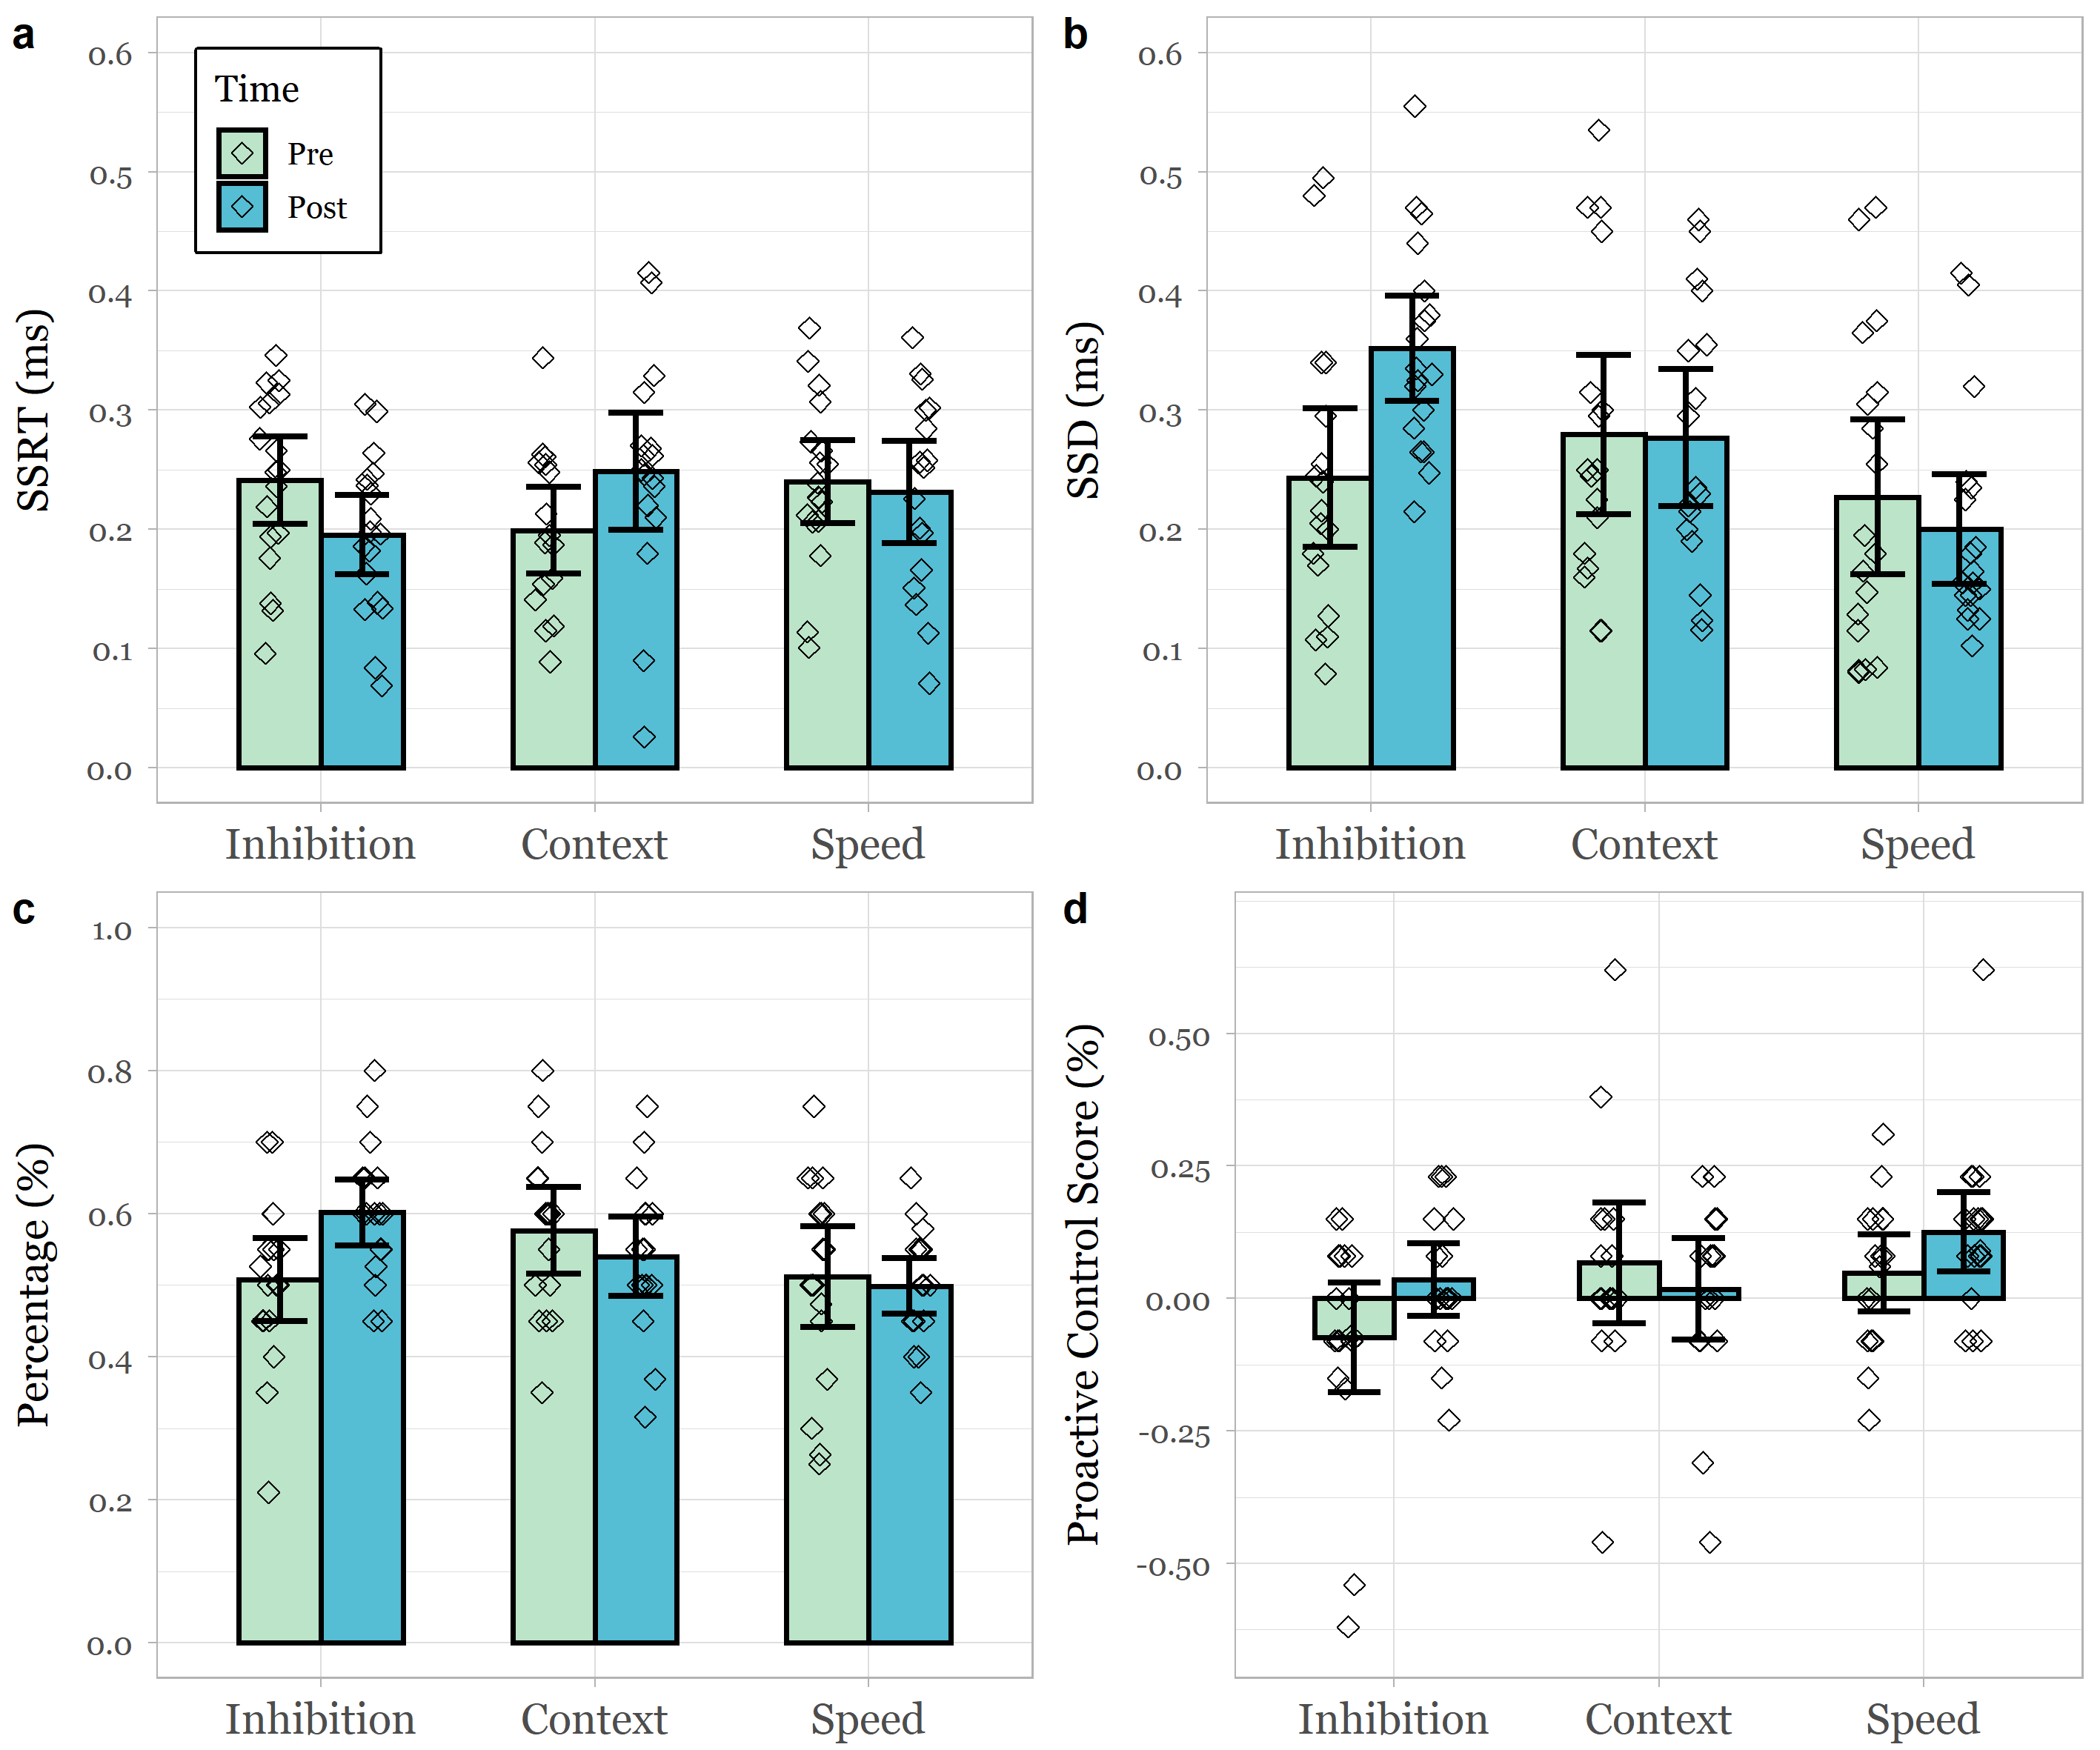 a
Time
Pre
Post
SSRT (ms)
0.6
0.5
0.4
0.3
0.2
0.1
0.0
Inhibition Context Speed
b
SSD (ms)
0.6
0.5
0.4
0.3
0.2
0.1
0.0
Inhibition Context Speed
c
Percentage (%)
1.0
0.8
0.6
0.4
0.2
0.0
Inhibition Context Speed
d
Proactive Control Score (%)
0.50
0.25
0.00
-0.25
-0.50
Inhibition Context Speed